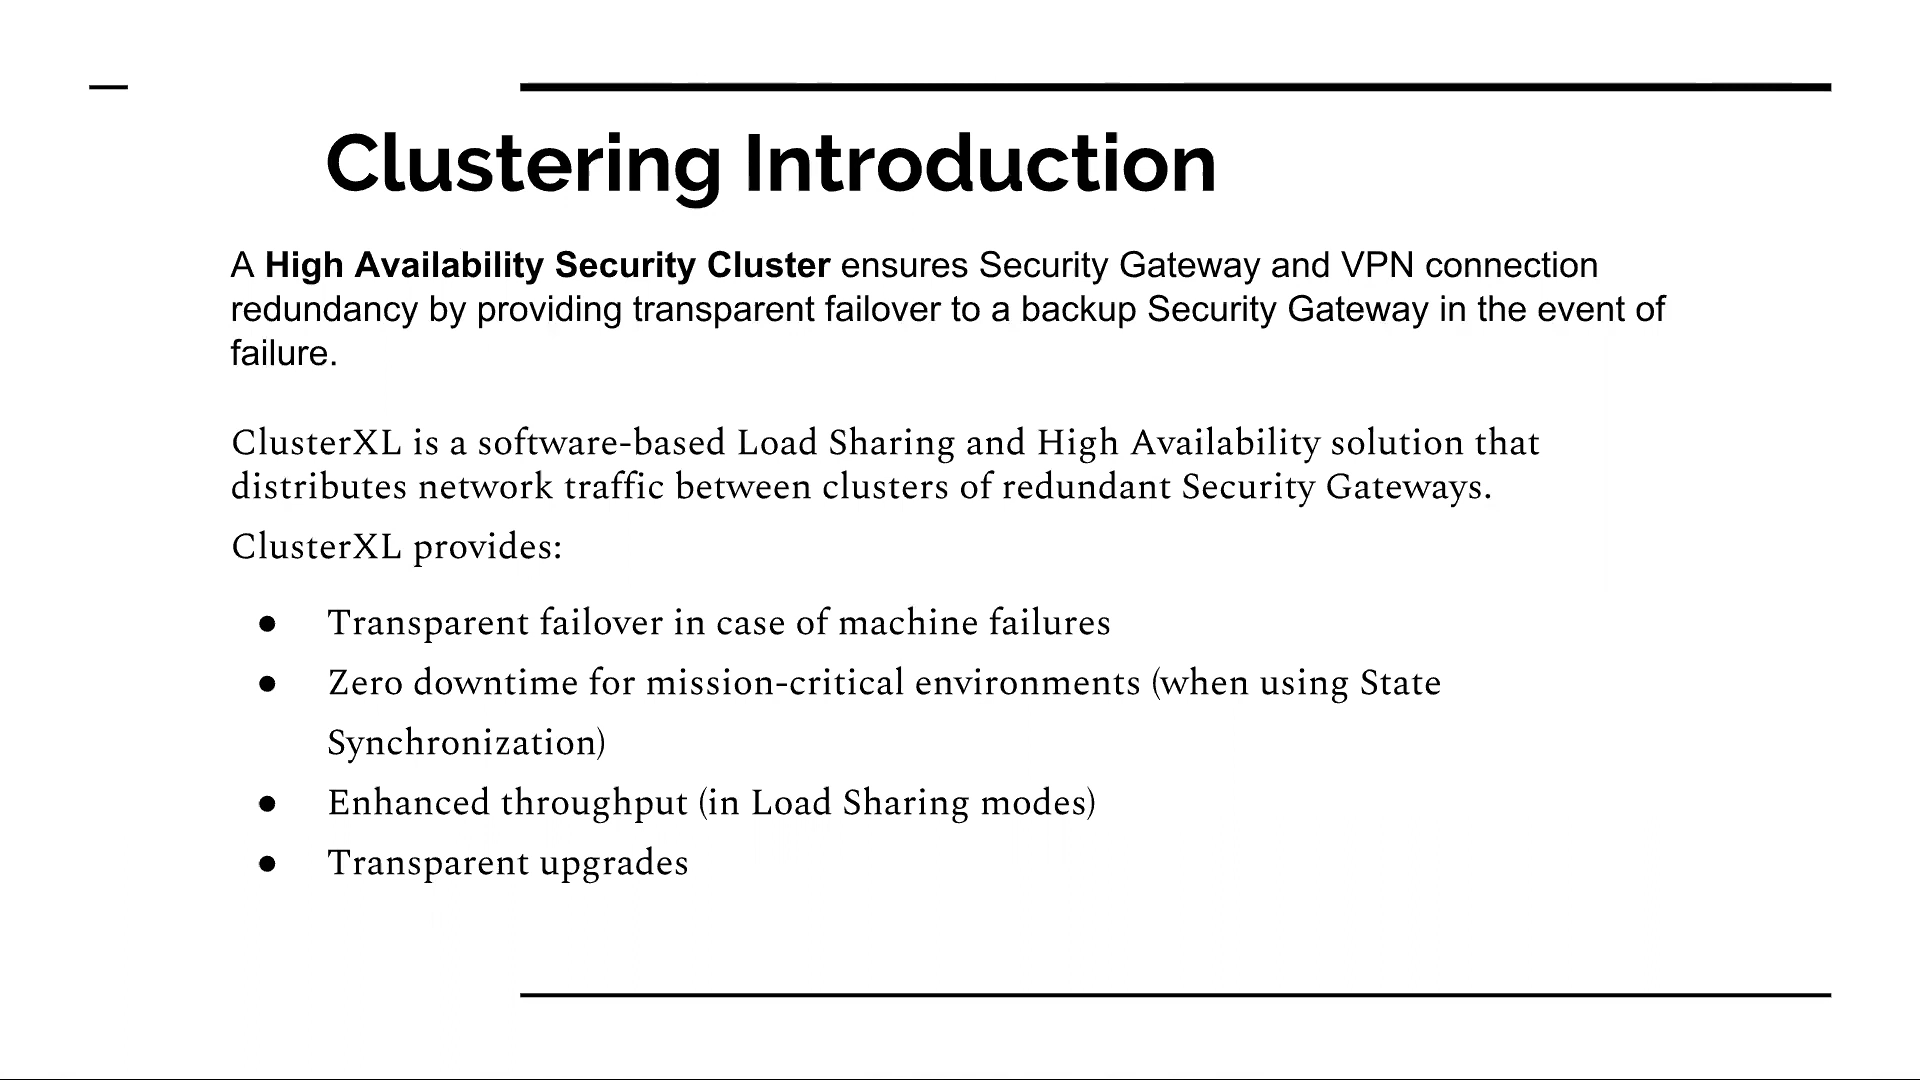 Clustering Introduction
A High Availability Security Cluster ensures Security Gateway and VPN connection
redundancy by providing transparent failover to a backup Security Gateway in the event of
failure.
ClusterXL is a software-based Load Sharing and High Availability solution that
distributes network traffic between clusters of redundant Security Gateways.
ClusterXL provides:
● Transparent failover in case of machine failures
● Zero downtime for mission-critical environments (when using State
Synchronization)
● Enhanced throughput (in Load Sharing modes)
● Transparent upgrades